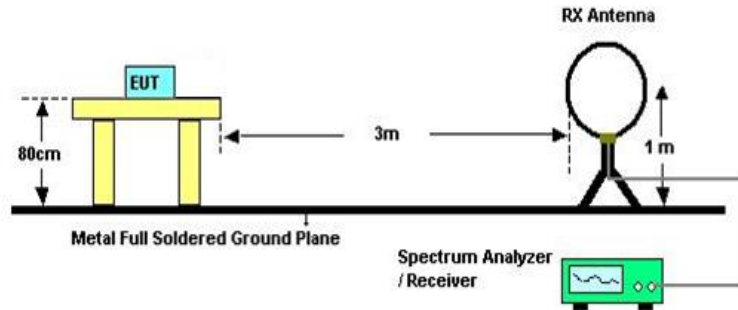 RX Antenna
EUT
80cm
3m
1 m
Metal Full Soldered Ground Plane
Spectrum Analyzer
/ Receiver